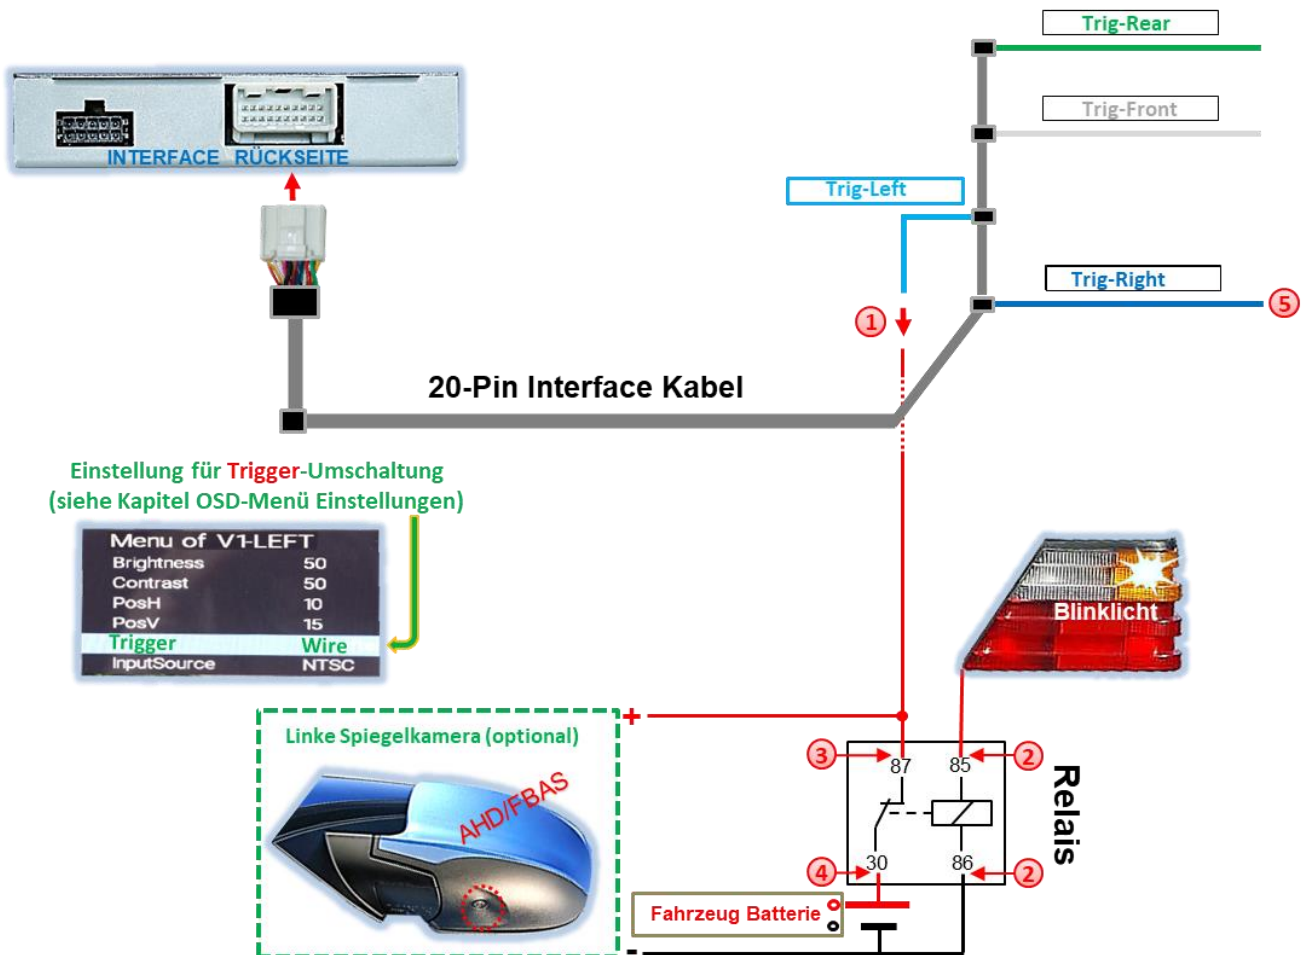 Trig-Rear
Trig-Front
INTERFACE RÜCKSEITE
Trig-Left
Trig-Right
5
1
20-Pin Interface Kabel
Einstellung für Trigger-Umschaltung
(siehe Kapitel OSD-Menü Einstellungen)
Menu of V1-LEFT
Brightness 50
Contrast 50
PosH 10
PosV 15
Trigger Wire
InputSource NTSC
Blinklicht
+
Linke Spiegelkamera (optional)
AHD/FBAS
3
87
85
2
Relais
4
30
86
2
Fahrzeug Batterie
-